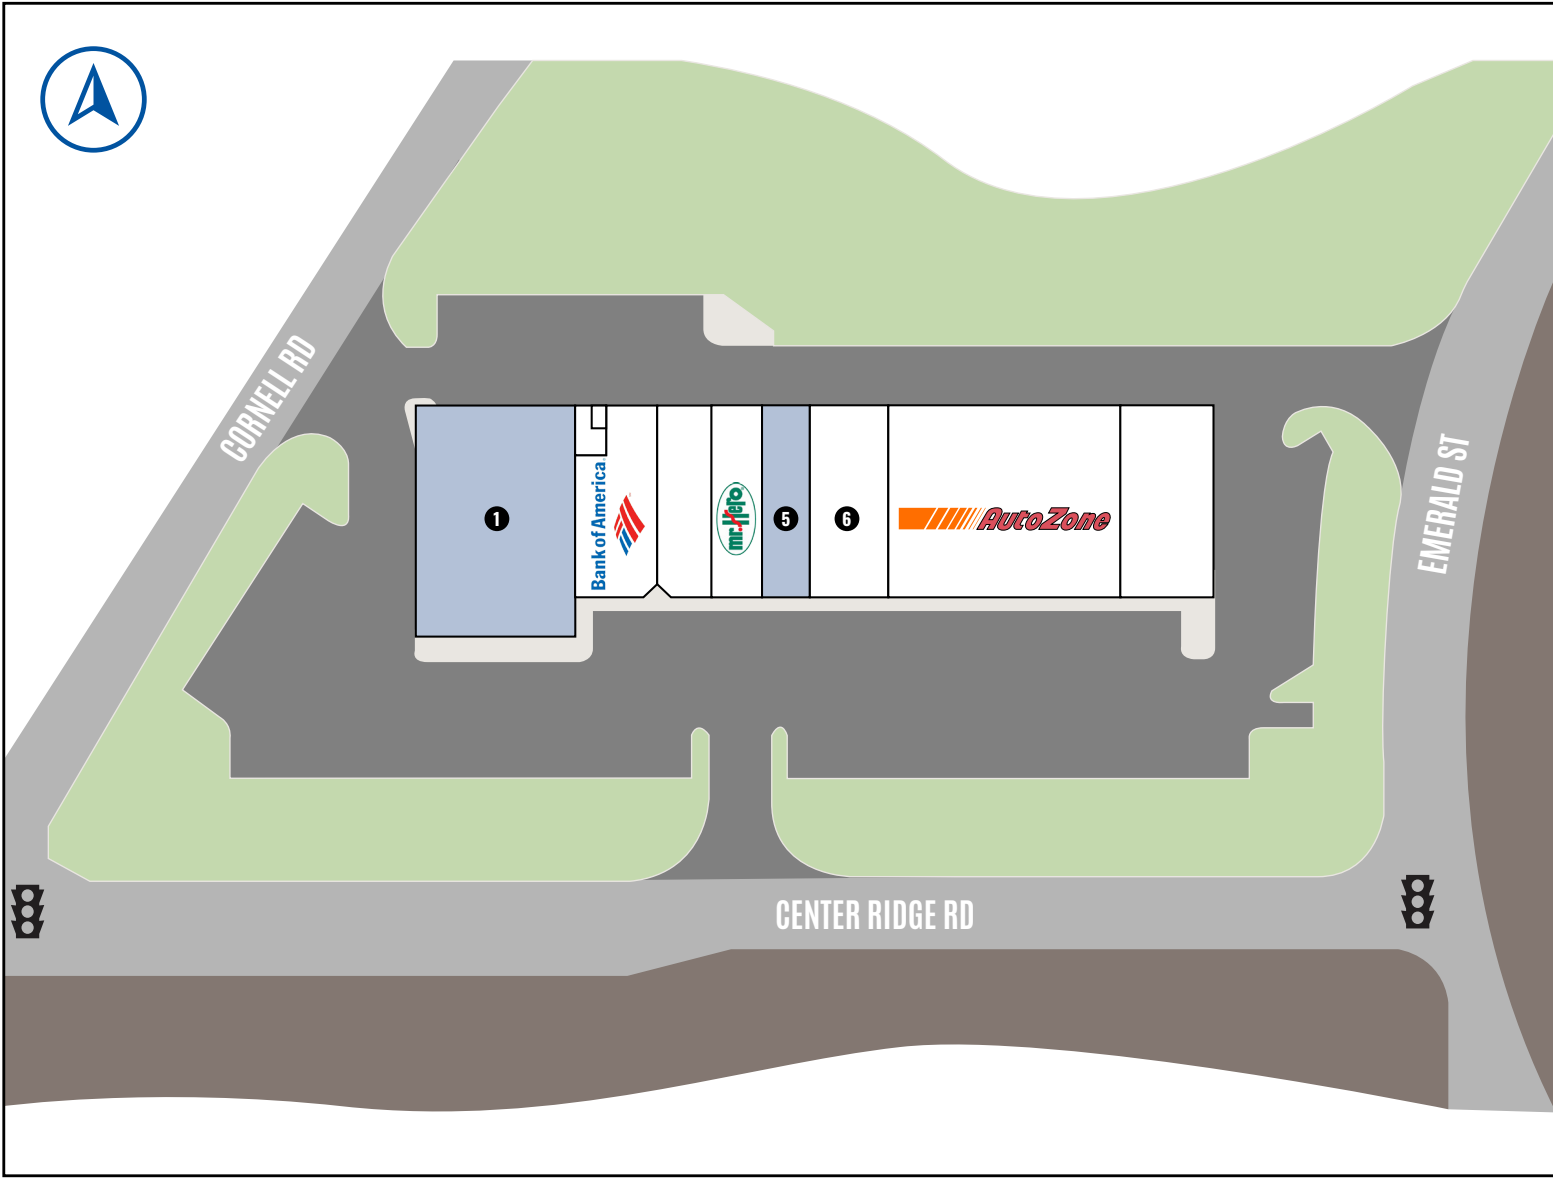 CORNELL RD
1
Bank of America
mr.Hero
5
6
AutoZone
EMERALD ST
CENTER RIDGE RD